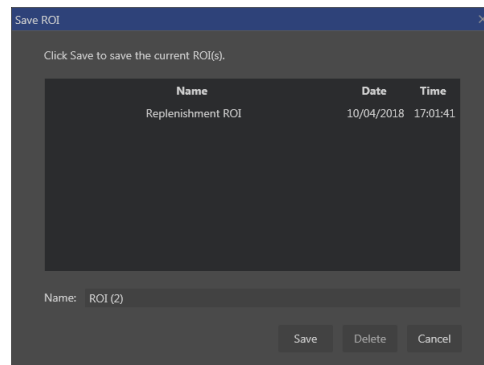 Save ROI
Click Save to save the current ROI(s).
Name Date Time
Replenishment ROI 10/04/2018 17:01:41
Name: ROI (2)
Save Delete Cancel